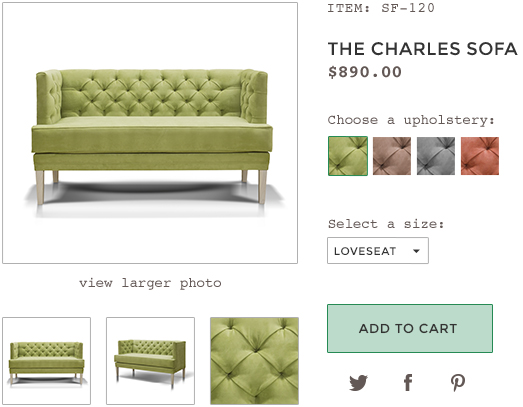 ITEM: SF-120
THE CHARLES SOFA
$890.00
Choose a upholstery:
Select a size:
LOVESEAT
view larger photo
ADD TO CART